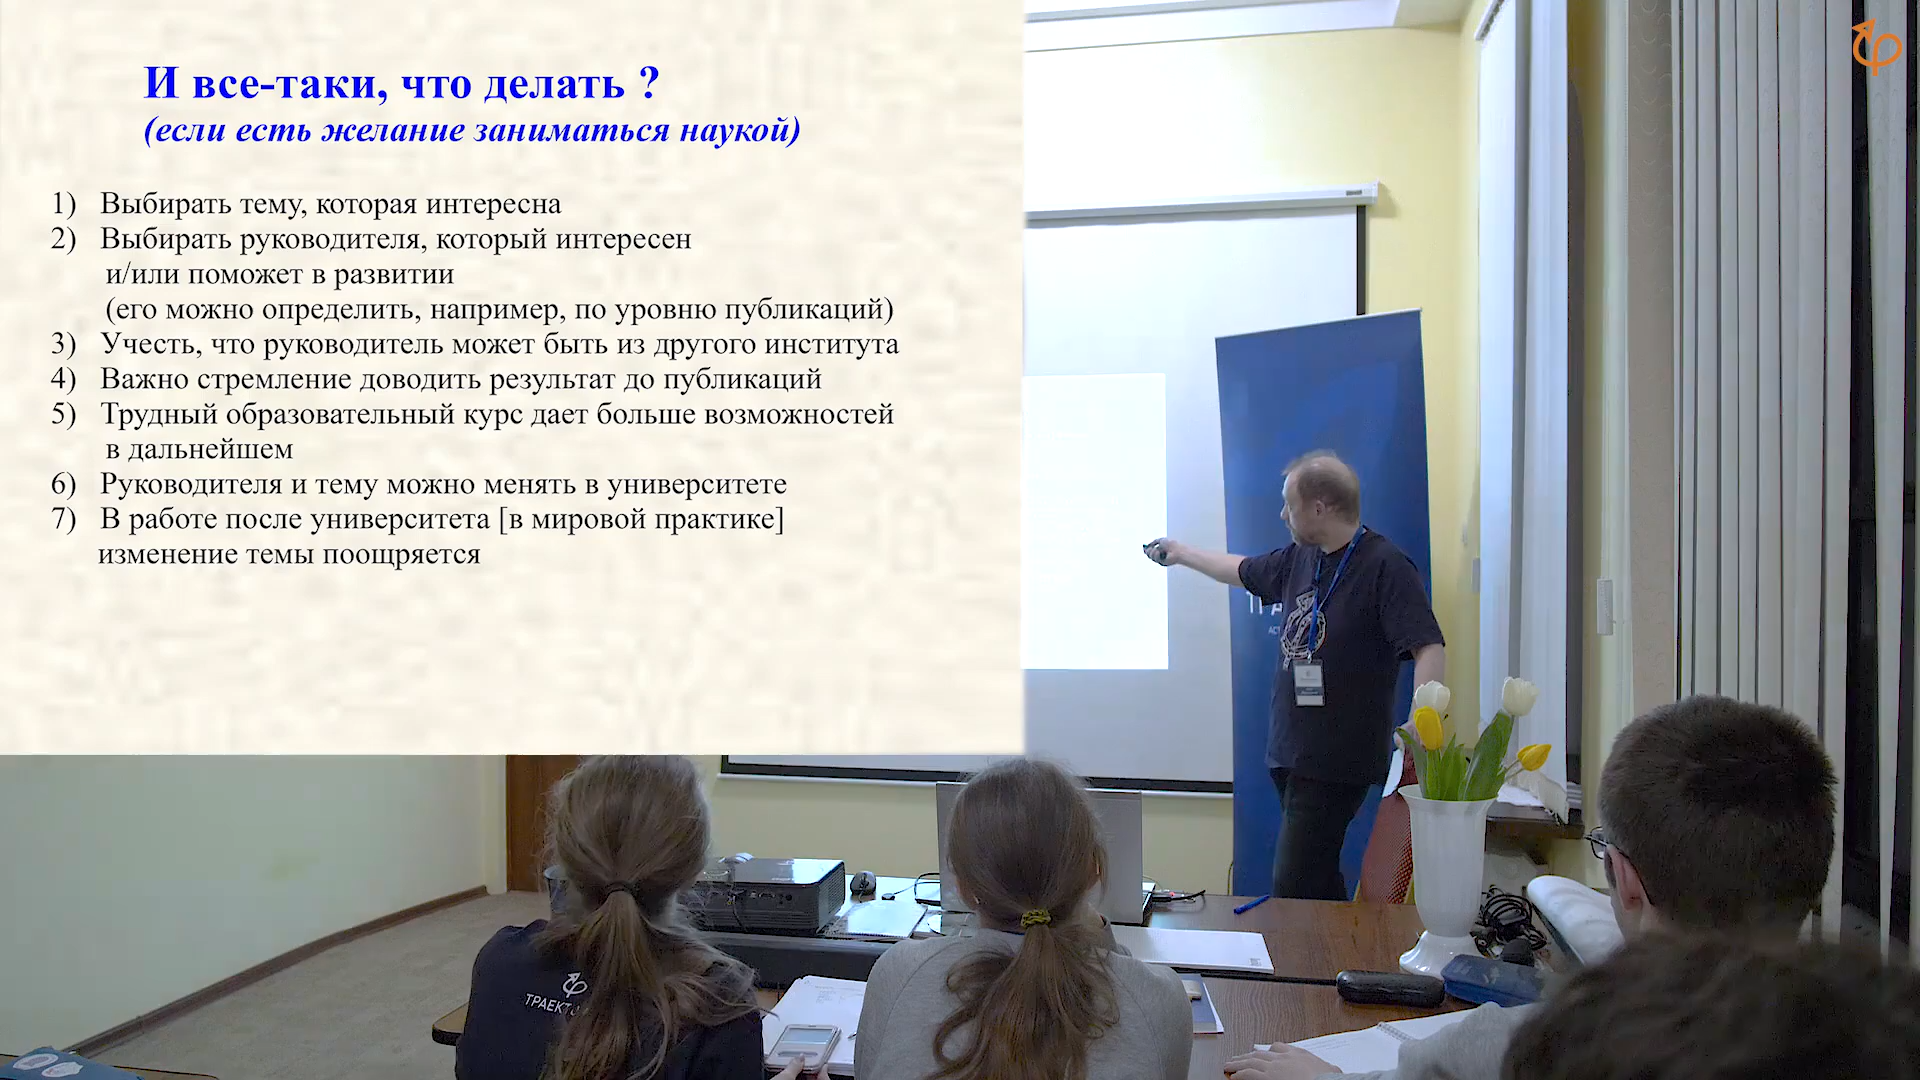 И все-таки, что делать ?
(если есть желание заниматься наукой)
1) Выбирать тему, которая интересна
2) Выбирать руководителя, который интересен
и/или поможет в развитии
(его можно определить, например, по уровню публикаций)
3) Учесть, что руководитель может быть из другого института
4) Важно стремление доводить результат до публикаций
5) Трудный образовательный курс дает больше возможностей
в дальнейшем
6) Руководителя и тему можно менять в университете
7) В работе после университета [в мировой практике]
изменение темы поощряется
ТРАЕКТО